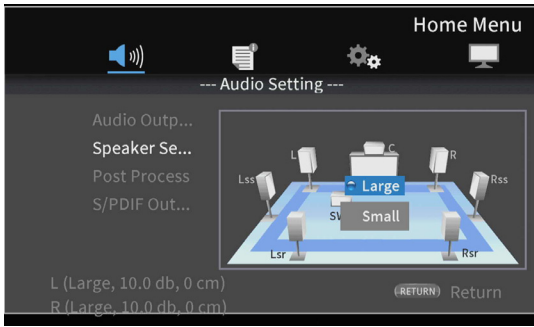 Home Menu
--- Audio Setting ---
Audio Outp...
Speaker Se...
Post Process
S/PDIF Out...
L
C
R
Lss
Rss
Large
Small
Lsr
Rsr
L (Large, 10.0 db, 0 cm)
R (Large, 10.0 db, 0 cm)
RETURN Return